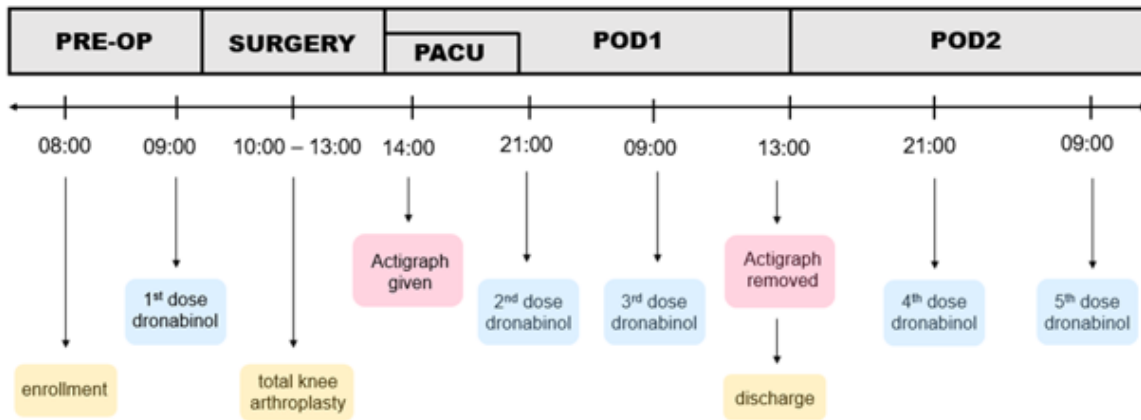 PRE-OP
SURGERY
PACU
POD1
POD2
08:00
09:00
10:00 – 13:00
14:00
21:00
09:00
13:00
21:00
09:00
Actigraph
given
Actigraph
removed
1st dose
dronabinol
2nd dose
dronabinol
3rd dose
dronabinol
4th dose
dronabinol
5th dose
dronabinol
enrollment
total knee
arthroplasty
discharge